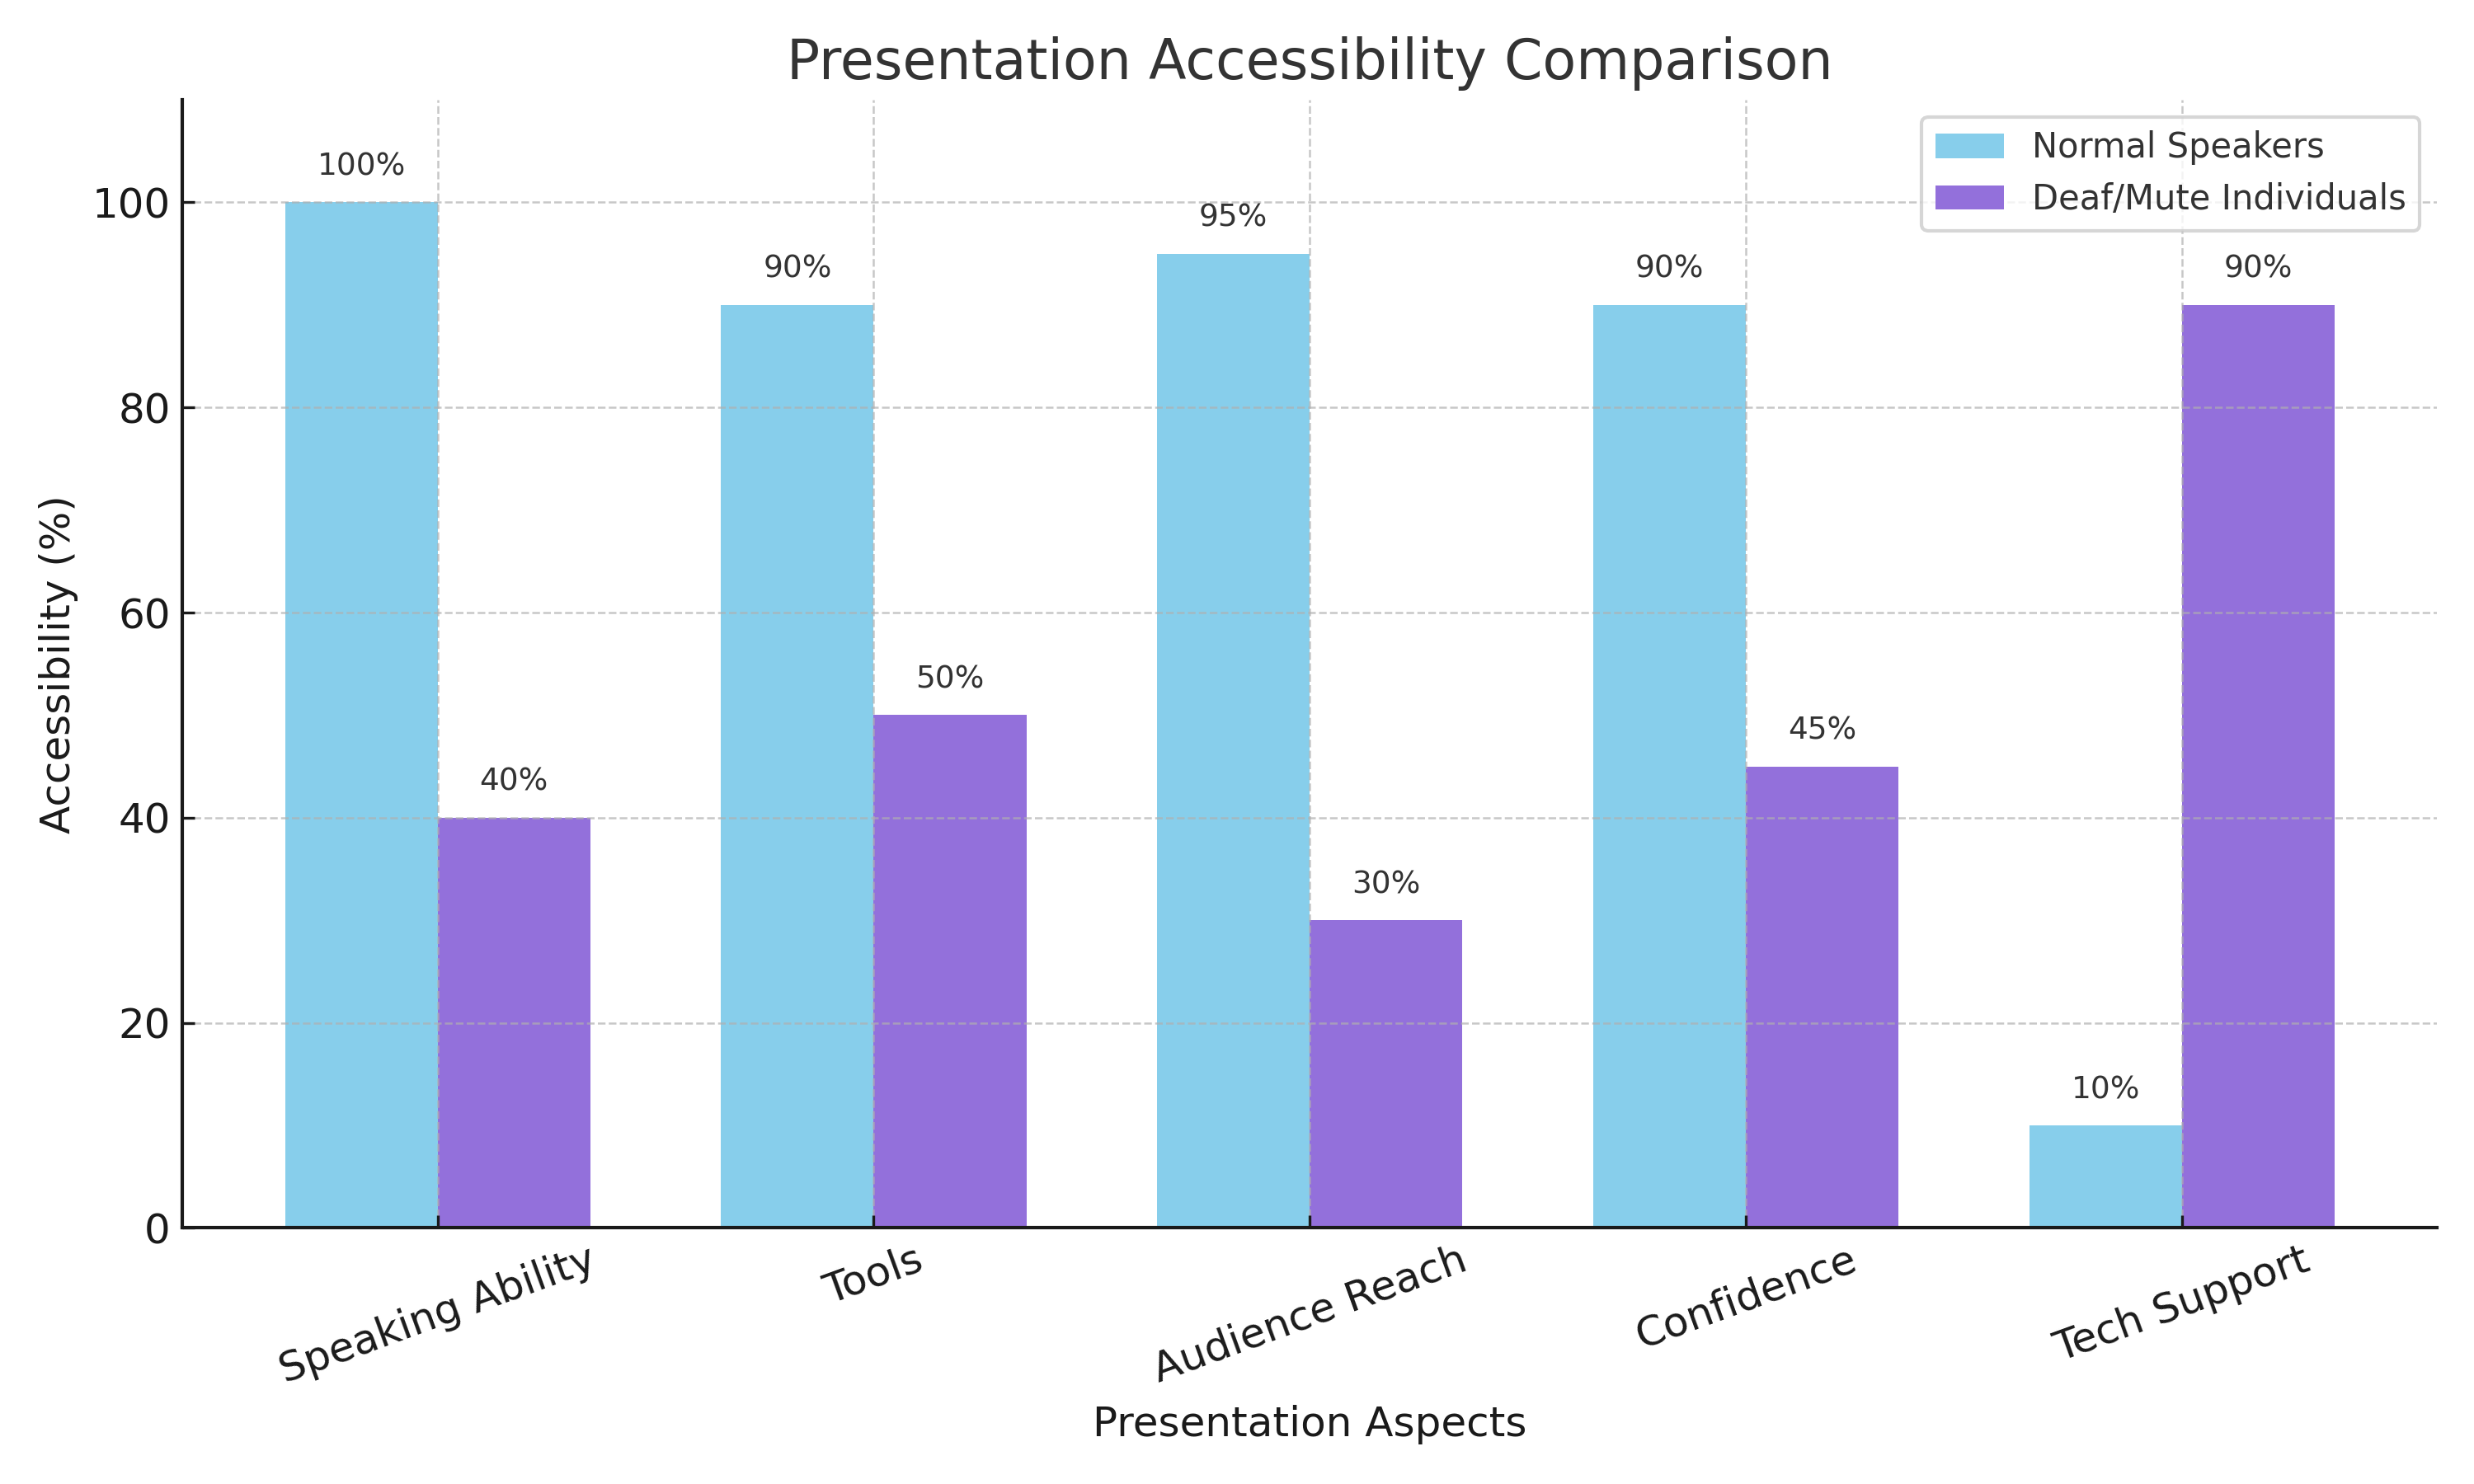 Presentation Accessibility Comparison
Normal Speakers
Deaf/Mute Individuals
100%
40%
90%
50%
95%
30%
90%
45%
10%
90%
Accessibility (%)
100
80
60
40
20
0
Speaking Ability
Tools
Audience Reach
Confidence
Tech Support
Presentation Aspects